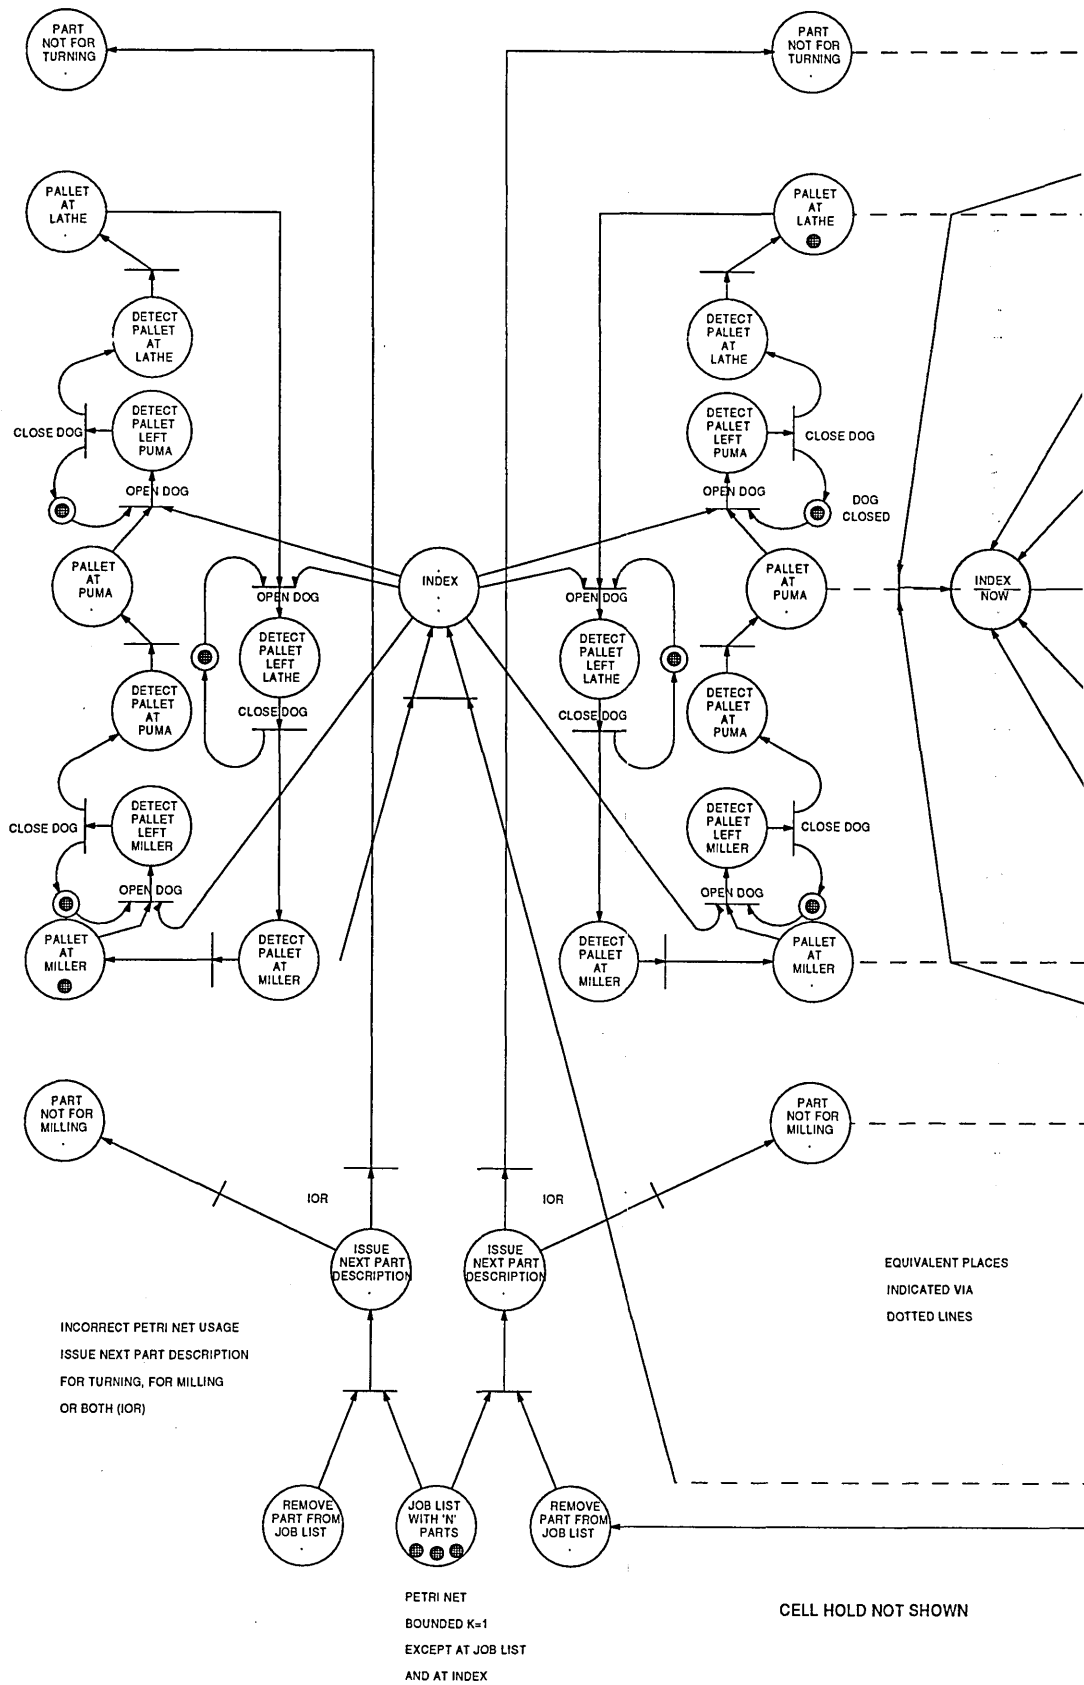 PART
NOT FOR
TURNING
PART
NOT FOR
TURNING
PALLET
AT
LATHE
PALLET
AT
LATHE
DETECT
PALLET
AT
LATHE
DETECT
PALLET
AT
LATHE
DETECT
PALLET
LEFT
PUMA
CLOSE DOG
DETECT
PALLET
LEFT
PUMA
CLOSE DOG
OPEN DOG
OPEN DOG
DOG
CLOSED
PALLET
AT
PUMA
INDEX
PALLET
AT
PUMA
INDEX
NOW
OPEN DOG
OPEN DOG
DETECT
PALLET
LEFT
LATHE
DETECT
PALLET
LEFT
LATHE
DETECT
PALLET
AT
PUMA
CLOSE DOG
CLOSE DOG
DETECT
PALLET
AT
PUMA
DETECT
PALLET
LEFT
MILLER
CLOSE DOG
DETECT
PALLET
LEFT
MILLER
CLOSE DOG
OPEN DOG
OPEN DOG
PALLET
AT
MILLER
DETECT
PALLET
AT
MILLER
DETECT
PALLET
AT
MILLER
PALLET
AT
MILLER
PART
NOT FOR
MILLING
PART
NOT FOR
MILLING
IOR
IOR
ISSUE
NEXT PART
DESCRIPTION
ISSUE
NEXT PART
DESCRIPTION
EQUIVALENT PLACES
INDICATED VIA
DOTTED LINES
INCORRECT PETRI NET USAGE
ISSUE NEXT PART DESCRIPTION
FOR TURNING, FOR MILLING
OR BOTH (IOR)
REMOVE
PART FROM
JOB LIST
JOB LIST
WITH 'N'
PARTS
REMOVE
PART FROM
JOB LIST
PETRI NET
BOUNDED K=1
EXCEPT AT JOB LIST
AND AT INDEX
CELL HOLD NOT SHOWN